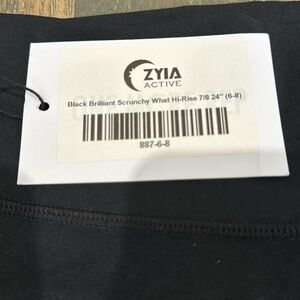 ZYIA
ACTIVE
Black Brilliant Scrunchy What Hi-Rise 7/8 24" (6-8)
887-6-8